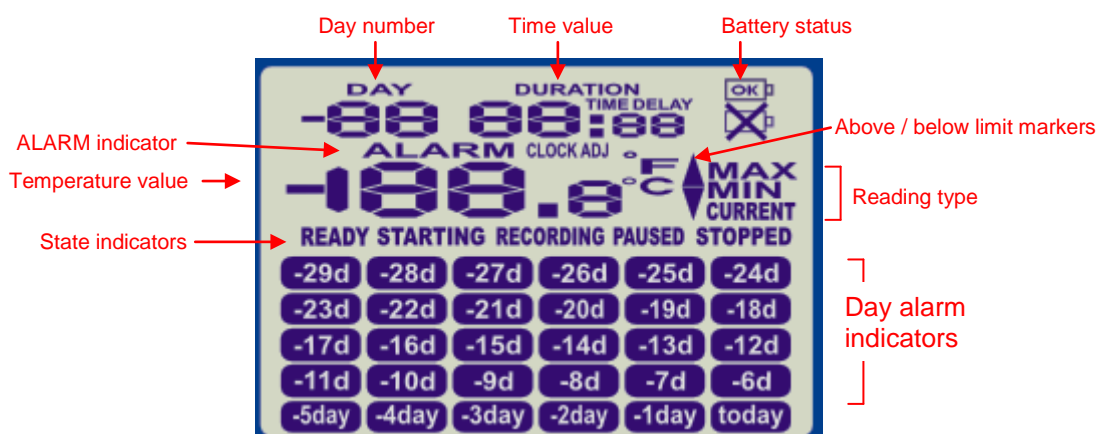 Day number Time value Battery status
DAY DURATION OK
-88 88:88 TIME DELAY
ALARM indicator ALARM CLOCK ADJ °F MAX Above / below limit markers
Temperature value -188.8 °C MIN Reading type
CURRENT
State indicators READY STARTING RECORDING PAUSED STOPPED
-29d -28d -27d -26d -25d -24d
-23d -22d -21d -20d -19d -18d
Day alarm
indicators
-17d -16d -15d -14d -13d -12d
-11d -10d -9d -8d -7d -6d
-5day -4day -3day -2day -1day today